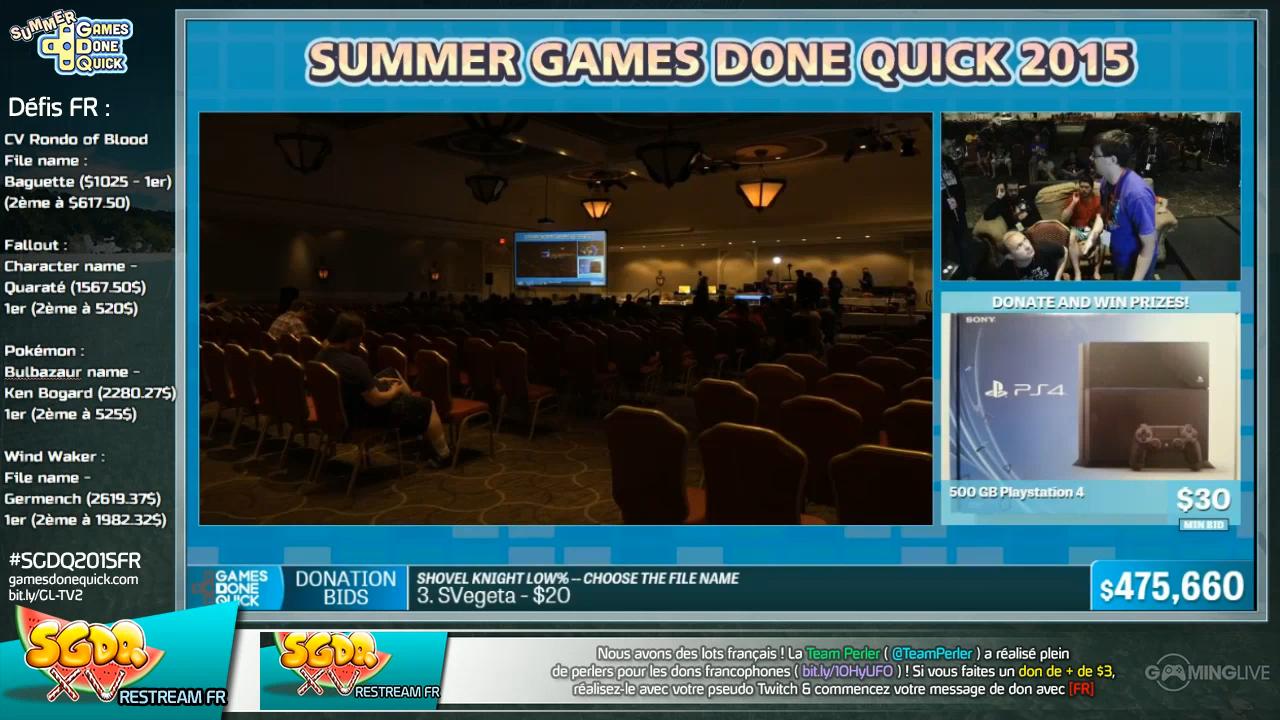 SUMMER
GAMES
DONE
QUICK
Défis FR :
CV Rondo of Blood
File name :
Baguette ($1025 - 1er)
(2ème à $617.50)
Fallout :
Character name -
Quaraté (1567.50$)
1er (2ème à 520$)
Pokémon :
Bulbazaur name -
Ken Bogard (2280.27$)
1er (2ème à 525$)
Wind Waker :
File name -
Germench (2619.37$)
1er (2ème à 1982.32$)
#SGDQ2015FR
gamesdonequick.com
bit.ly/GL-TV2
SUMMER GAMES DONE QUICK 2015
DONATE AND WIN PRIZES!
SONY
PS4
500 GB Playstation 4
$30
MIN BID
GAMES
DONE
QUICK
DONATION
BIDS
SHOVEL KNIGHT LOW% -- CHOOSE THE FILE NAME
3. SVegeta - $20
$475,660
SGDQ
XV
RESTREAM FR
SGDQ
XV
RESTREAM FR
Nous avons des lots français ! La Team Perler ( @TeamPerler ) a réalisé plein
de perlers pour les dons francophones ( bit.ly/1OHyUFO ) ! Si vous faites un don de + de $3,
réalisez-le avec votre pseudo Twitch & commencez votre message de don avec [FR]
GAMINGLIVE